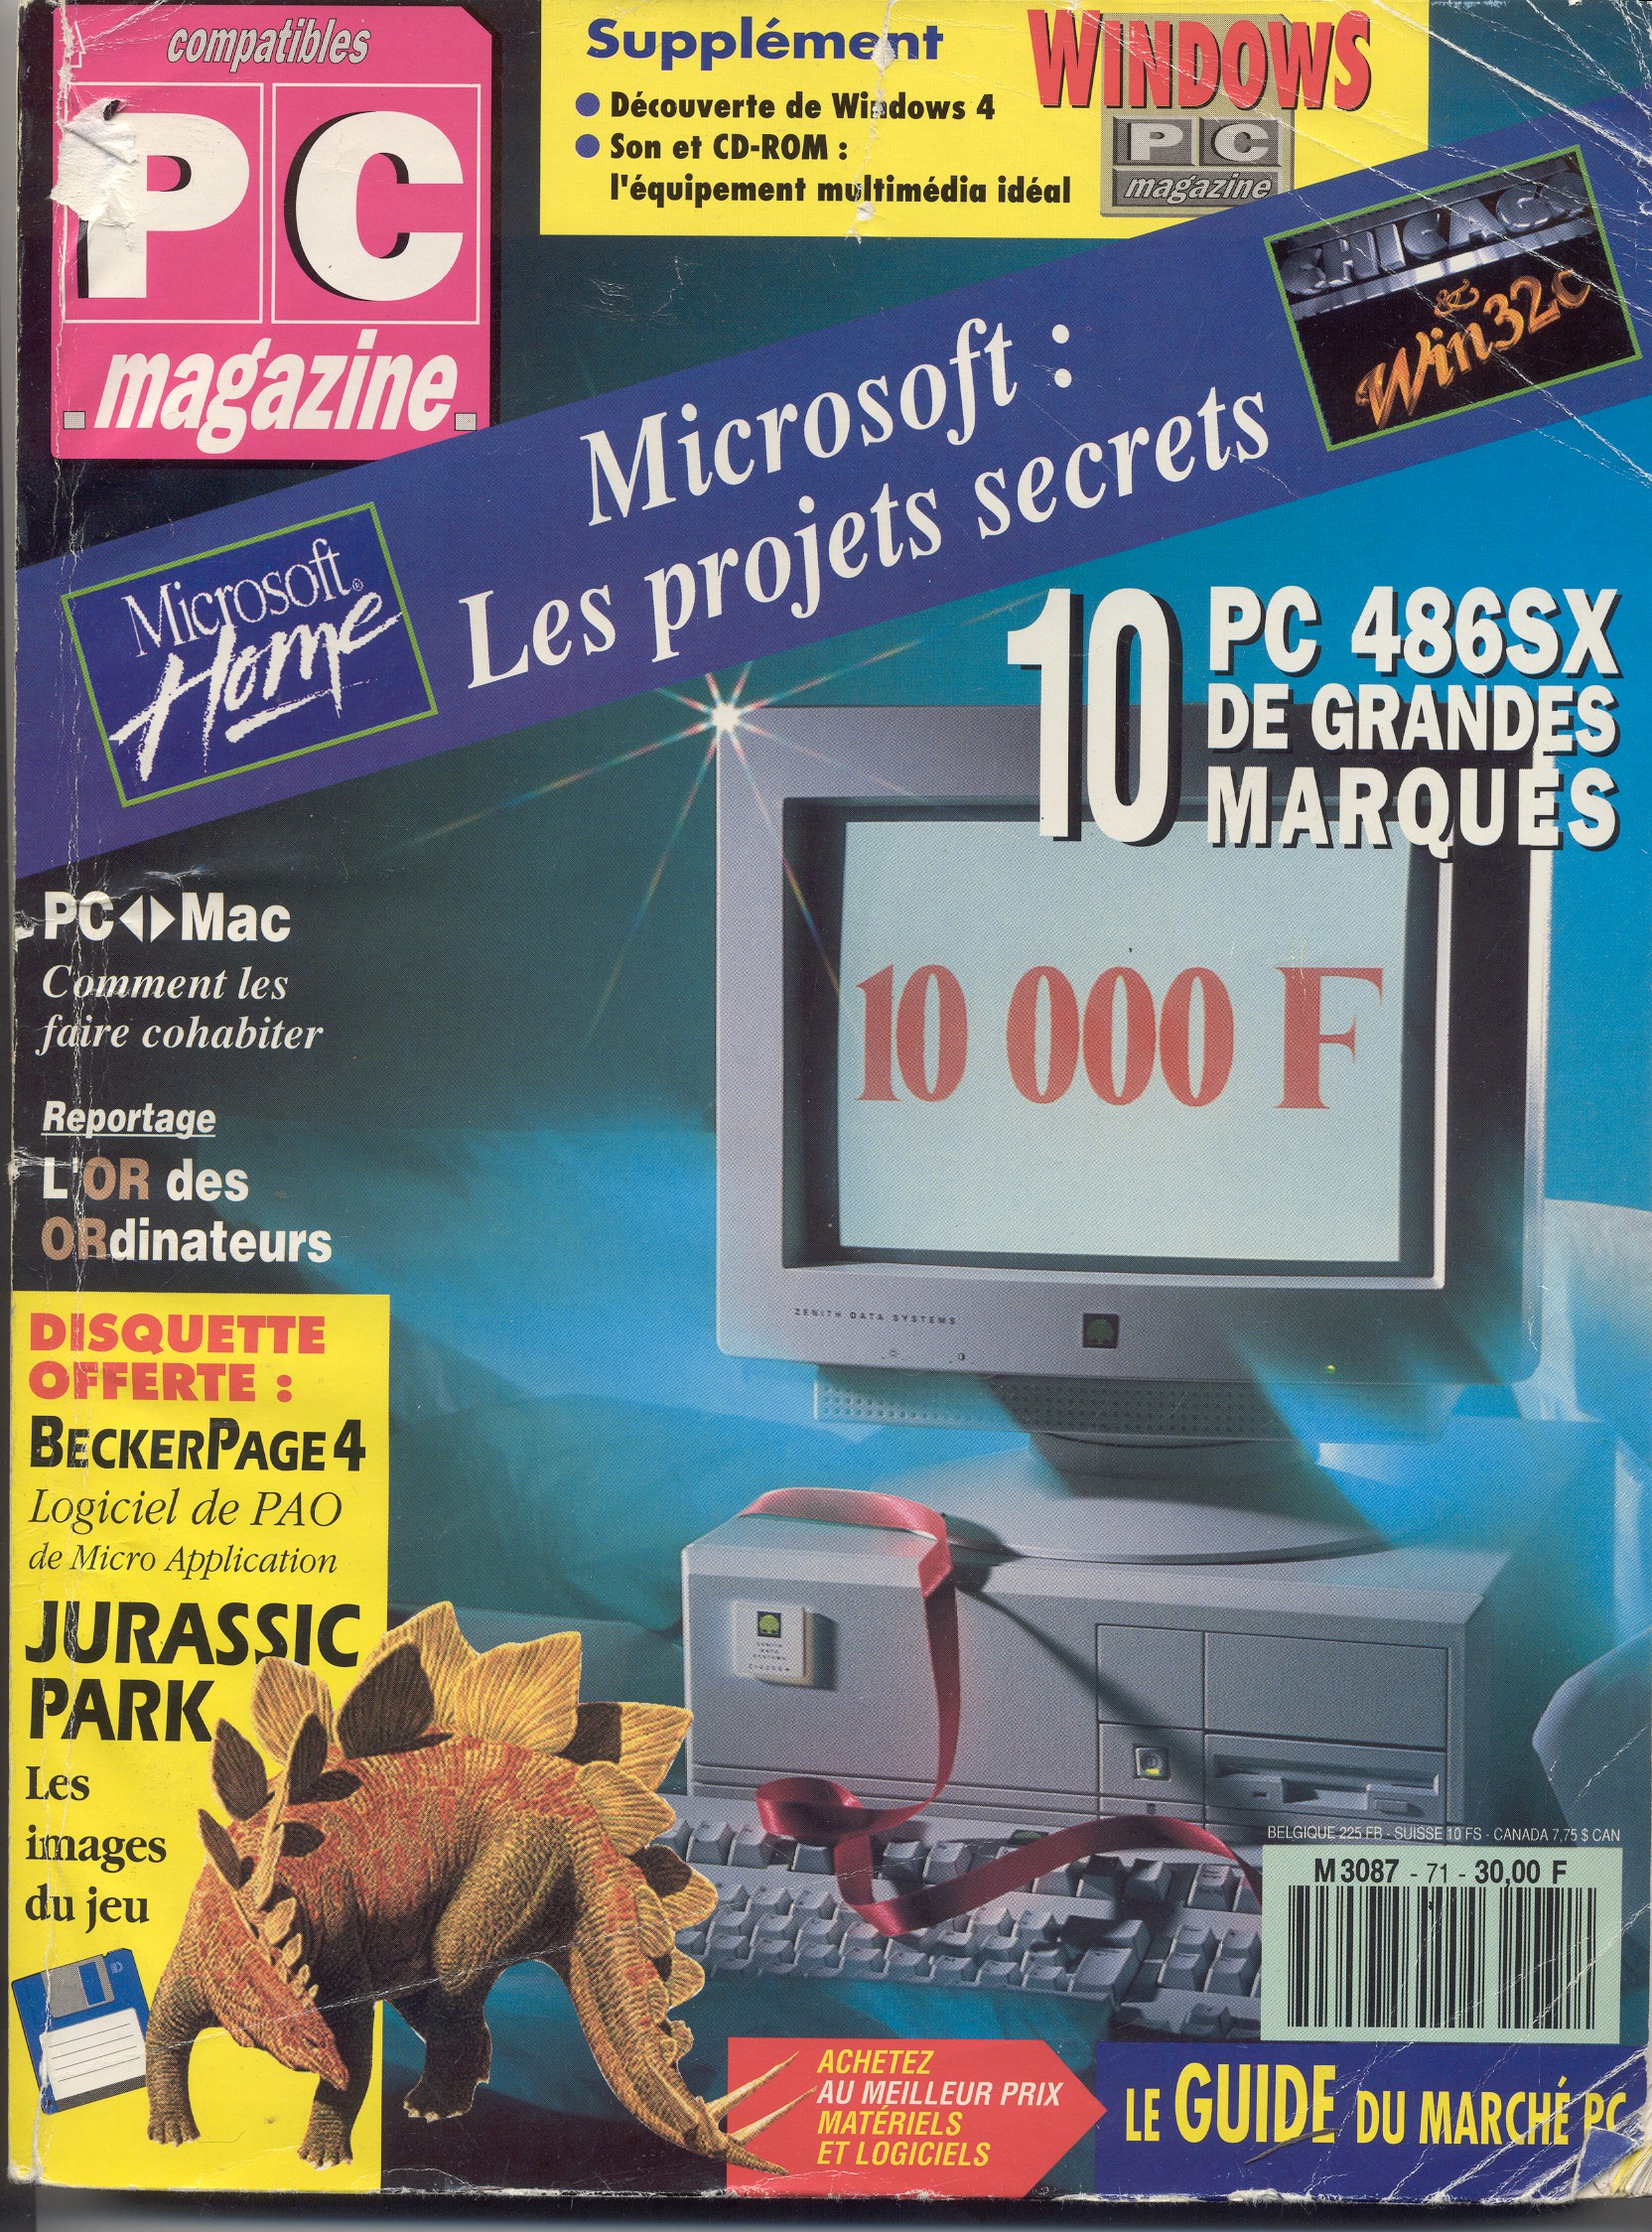 compatibles
PC
magazine
Supplément
Découverte de Windows 4
Son et CD-ROM :
l'équipement multimédia idéal
WINDOWS
PC
magazine
CHICAGO
& Win32c
Microsoft :
Les projets secrets
Microsoft®
Home
10 PC 486SX
DE GRANDES
MARQUES
10 000 F
PC Mac
Comment les
faire cohabiter
Reportage
L'OR des
ORdinateurs
ZENITH DATA SYSTEMS
DISQUETTE
OFFERTE :
BECKERPAGE 4
Logiciel de PAO
de Micro Application
JURASSIC
PARK
Les
images
du jeu
ZENITH
DATA
SYSTEMS
BELGIQUE 225 FB - SUISSE 10 FS - CANADA 7,75 $ CAN
M 3087 - 71 - 30,00 F
ACHETEZ
AU MEILLEUR PRIX
MATÉRIELS
ET LOGICIELS
LE GUIDE DU MARCHÉ PC